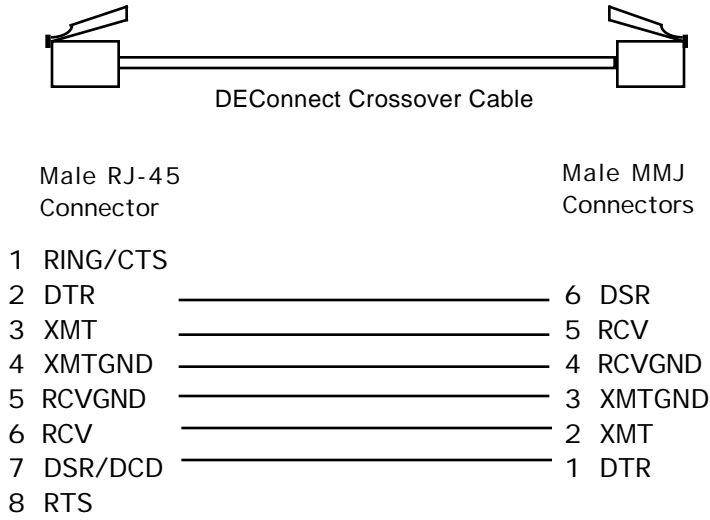 DEConnect Crossover Cable
Male RJ-45 Connector
Male MMJ Connectors
1 RING/CTS
2 DTR 6 DSR
3 XMT 5 RCV
4 XMTGND 4 RCVGND
5 RCVGND 3 XMTGND
6 RCV 2 XMT
7 DSR/DCD 1 DTR
8 RTS